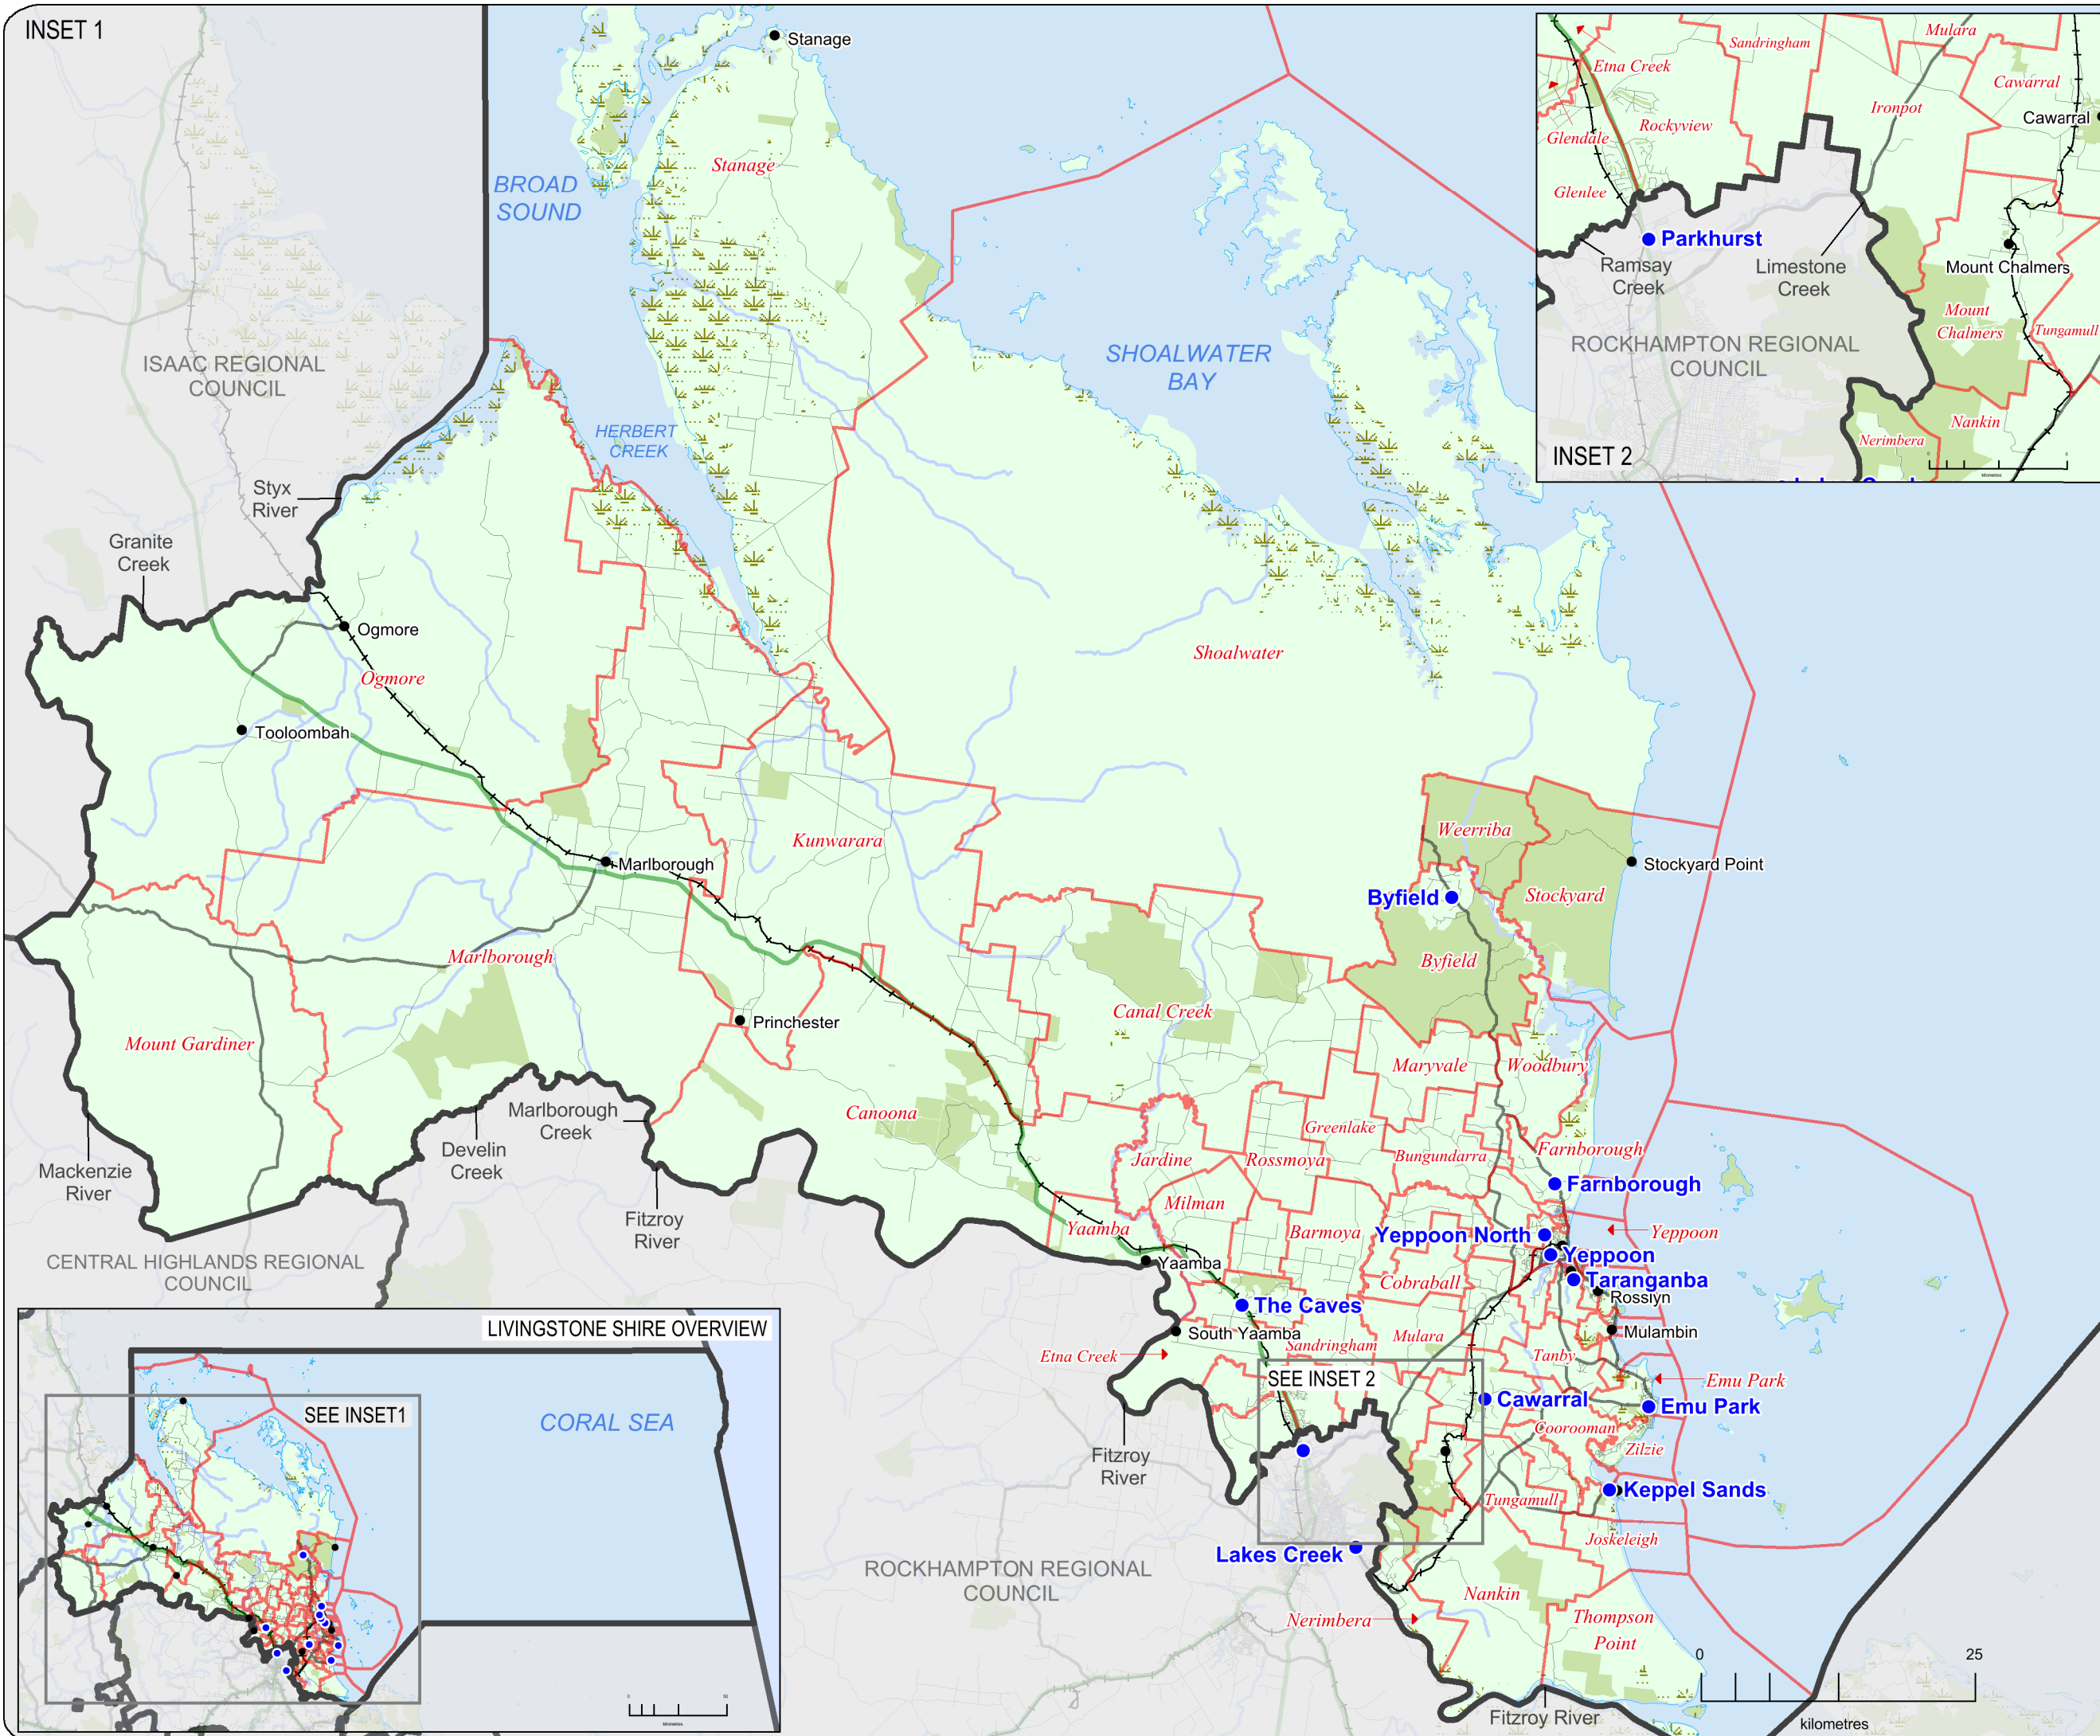 INSET 1
Stanage
Stanage
BROAD
SOUND
ISAAC REGIONAL
COUNCIL
SHOALWATER
BAY
HERBERT
CREEK
Styx
River
Granite
Creek
Ogmore
Ogmore
Tooloombah
Shoalwater
Kunwarara
Marlborough
Marlborough
Weerriba
Stockyard Point
Stockyard
Byfield
Byfield
Mount Gardiner
Princhester
Canal Creek
Maryvale
Woodbury
Canoona
Marlborough
Creek
Develin
Creek
Mackenzie
River
Fitzroy
River
Greenlake
Jardine
Rossmoya
Bungundarra
Farnborough
Farnborough
Milman
Yaamba
Barmoya
Yeppoon North
Yeppoon
Yeppoon
Yaamba
Cobraball
Taranganba
Rosslyn
The Caves
South Yaamba
Mulambin
Mulara
Sandringham
Etna Creek
Tanby
SEE INSET 2
Emu Park
Emu Park
Cawarral
Coorooman
Zilzie
Fitzroy
River
Keppel Sands
Tungamull
Joskeleigh
Lakes Creek
ROCKHAMPTON REGIONAL
COUNCIL
Nankin
Nerimbera
Thompson
Point
Fitzroy River
0 25
kilometres
CENTRAL HIGHLANDS REGIONAL
COUNCIL
LIVINGSTONE SHIRE OVERVIEW
SEE INSET1
CORAL SEA
0 50
Kilometres
Sandringham
Mulara
Etna Creek
Cawarral
Ironpot
Cawarral
Glendale
Rockyview
Glenlee
Parkhurst
Ramsay
Creek
Limestone
Creek
Mount Chalmers
Mount
Chalmers
Tungamull
ROCKHAMPTON REGIONAL
COUNCIL
Nankin
Nerimbera
INSET 2
0 5
Kilometres